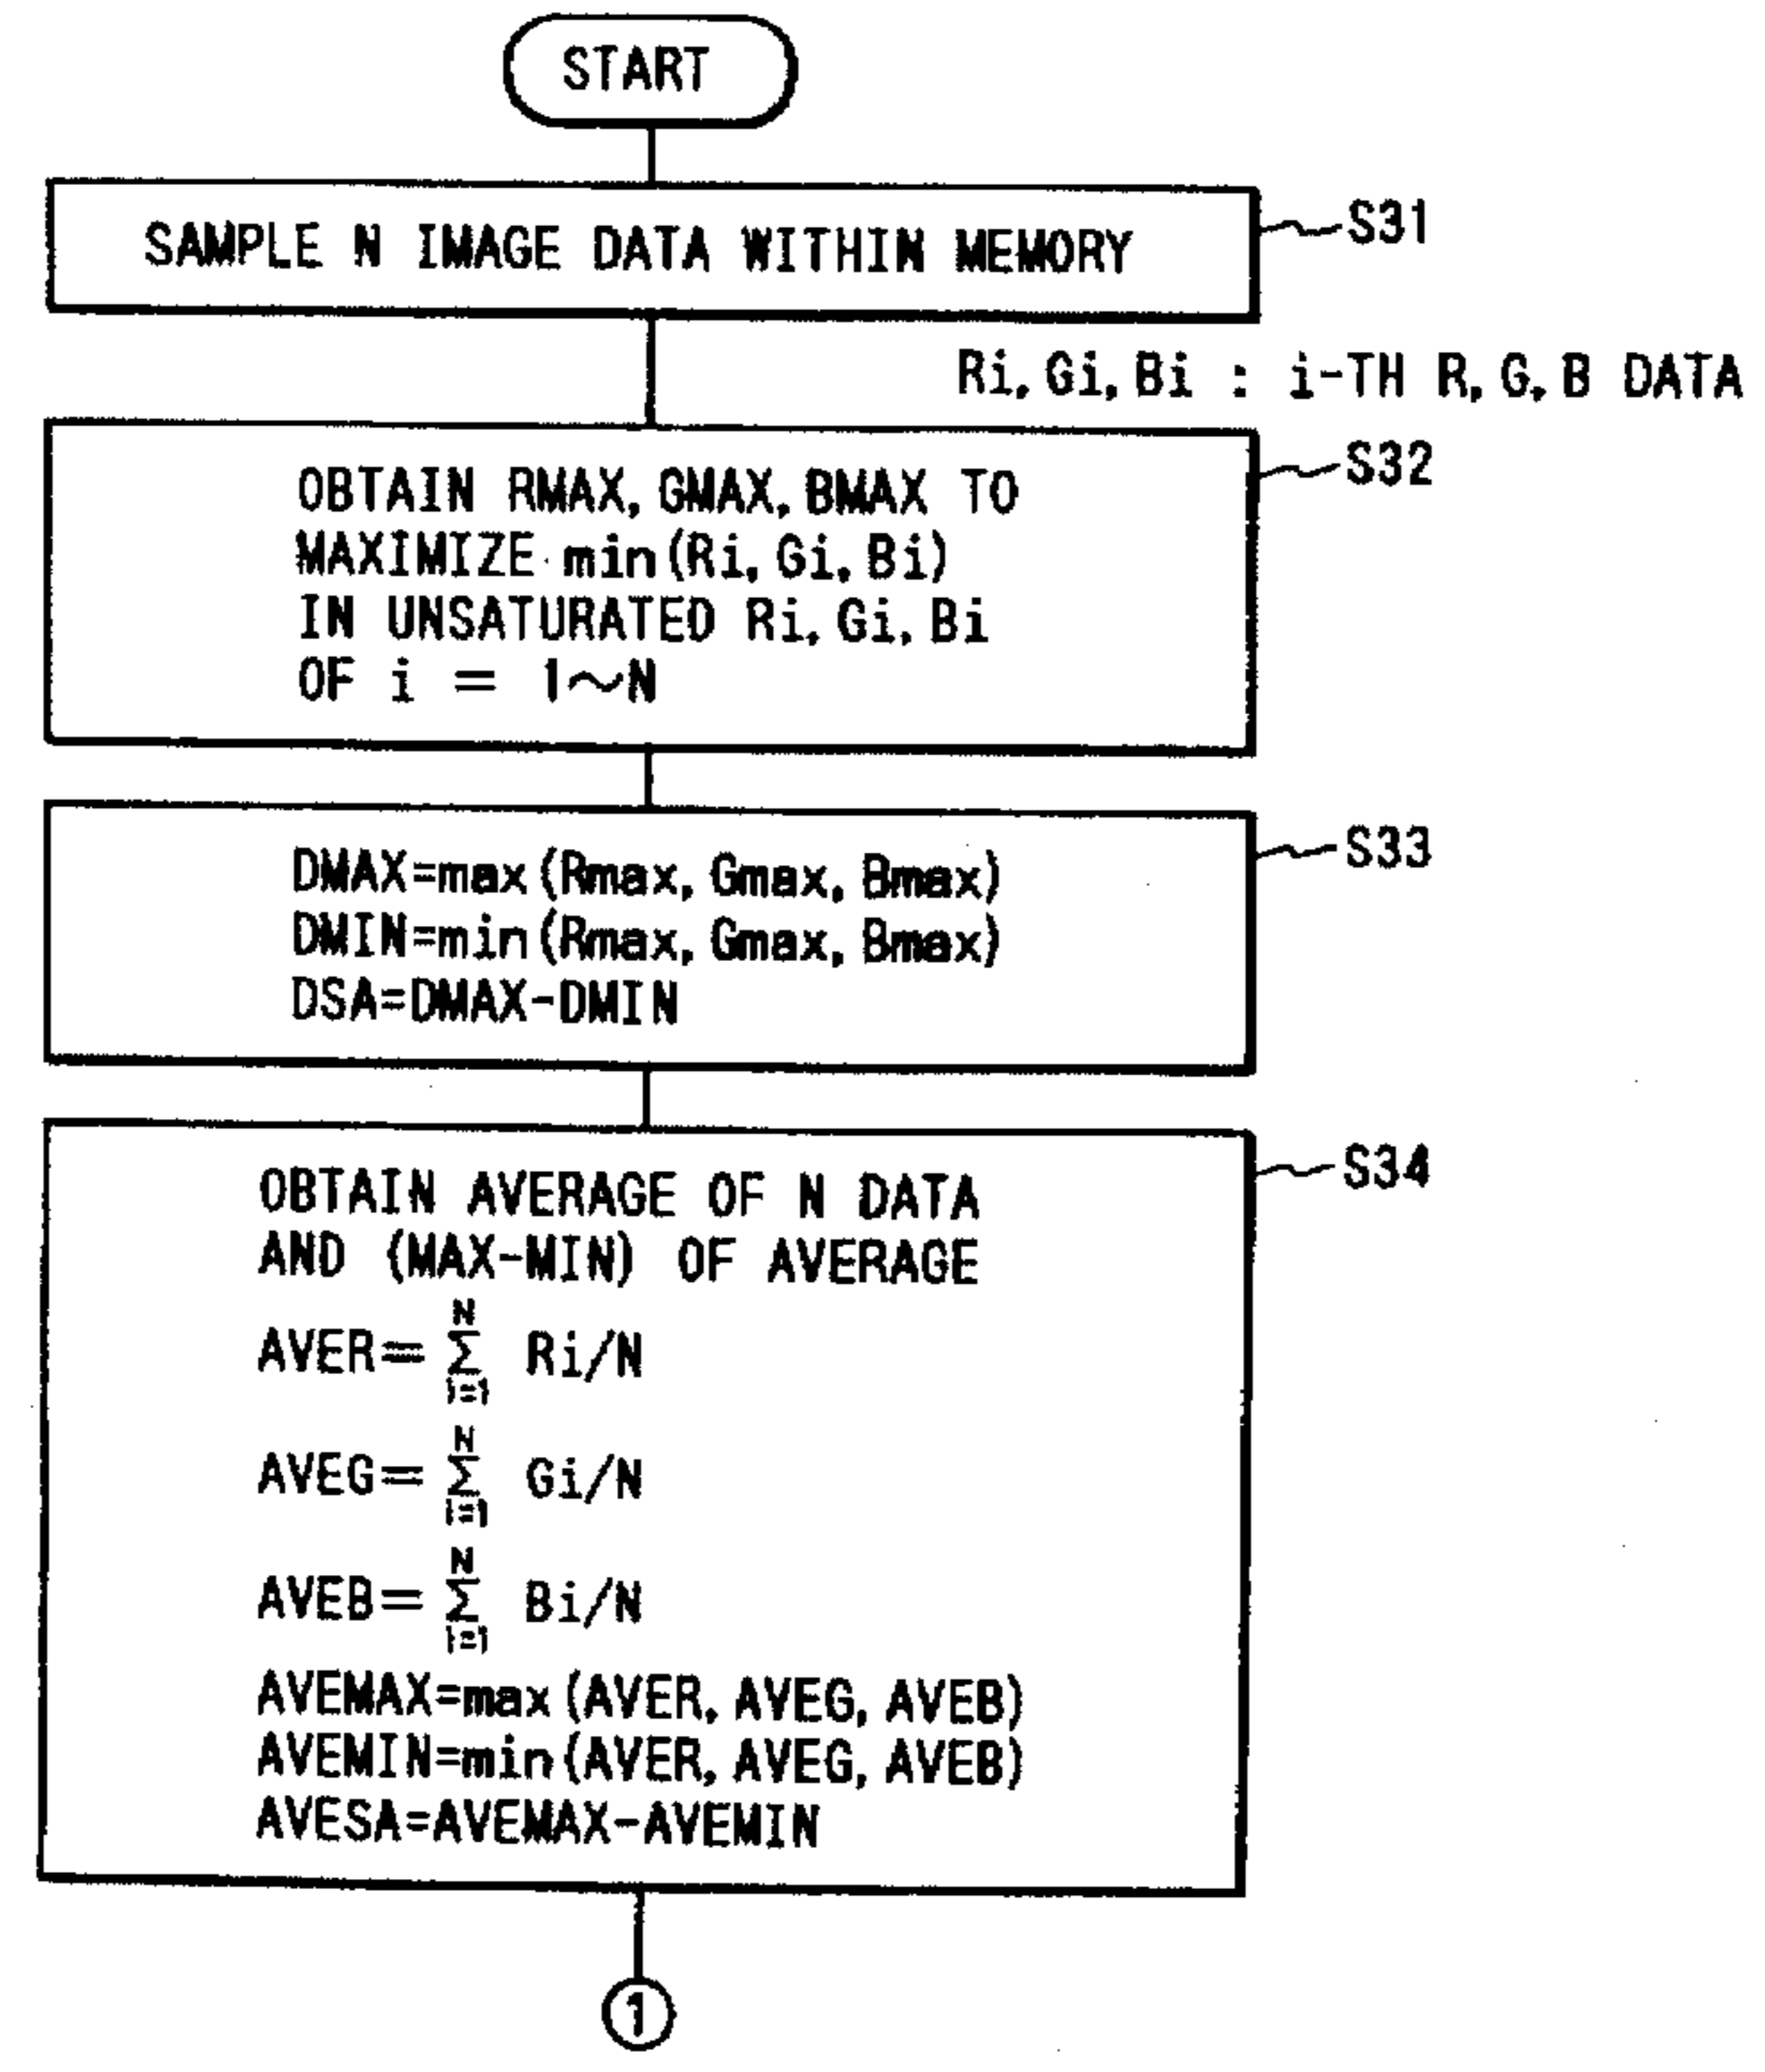 START
SAMPLE N IMAGE DATA WITHIN MEMORY
S31
Ri, Gi, Bi : i-TH R, G, B DATA
OBTAIN RMAX, GMAX, BMAX TO
MAXIMIZE min(Ri, Gi, Bi)
IN UNSATURATED Ri, Gi, Bi
OF i = 1~N
S32
DMAX=max(Rmax, Gmax, Bmax)
DMIN=min(Rmax, Gmax, Bmax)
DSA=DMAX-DMIN
S33
OBTAIN AVERAGE OF N DATA
AND (MAX-MIN) OF AVERAGE
AVER= N Σ i=1 Ri/N
AVEG= N Σ i=1 Gi/N
AVEB= N Σ i=1 Bi/N
AVEMAX=max(AVER, AVEG, AVEB)
AVEMIN=min(AVER, AVEG, AVEB)
AVESA=AVEMAX-AVEMIN
S34
1